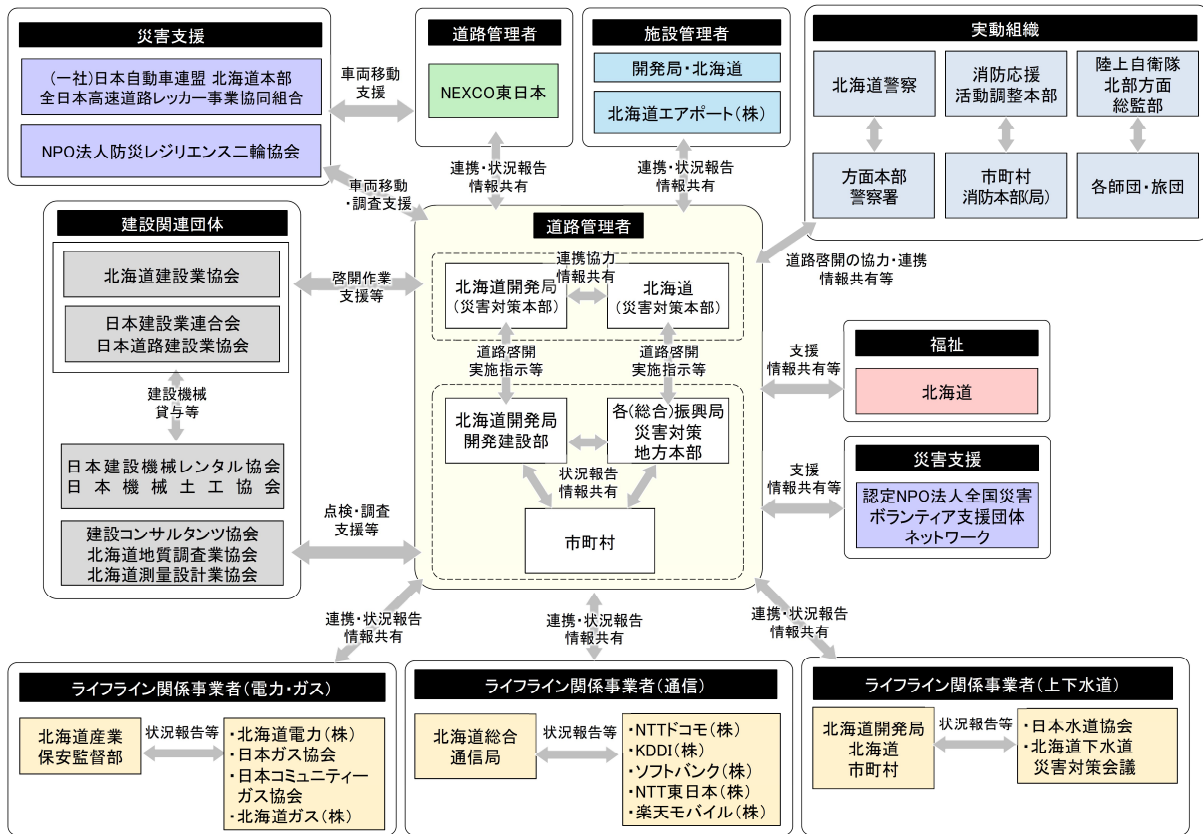 災害支援
(一社)日本自動車連盟 北海道本部
全日本高速道路レッカー事業協同組合
NPO法人防災レジリエンス二輪協会
車両移動
支援
道路管理者
NEXCO東日本
施設管理者
開発局・北海道
北海道エアポート(株)
実動組織
北海道警察
消防応援
活動調整本部
陸上自衛隊
北部方面
総監部
方面本部
警察署
市町村
消防本部(局)
各師団・旅団
連携・状況報告
情報共有
連携・状況報告
情報共有
車両移動
・調査支援
道路啓開の協力・連携
情報共有等
建設関連団体
北海道建設業協会
日本建設業連合会
日本道路建設業協会
建設機械
貸与等
日本建設機械レンタル協会
日本機械土工協会
建設コンサルタンツ協会
北海道地質調査業協会
北海道測量設計業協会
啓開作業
支援等
点検・調査
支援等
道路管理者
連携協力
情報共有
北海道開発局
(災害対策本部)
北海道
(災害対策本部)
道路啓開
実施指示等
道路啓開
実施指示等
北海道開発局
開発建設部
各(総合)振興局
災害対策
地方本部
状況報告
情報共有
市町村
支援
情報共有等
福祉
北海道
支援
情報共有等
災害支援
認定NPO法人全国災害
ボランティア支援団体
ネットワーク
連携・状況報告
情報共有
連携・状況報告
情報共有
連携・状況報告
情報共有
ライフライン関係事業者(電力・ガス)
北海道産業
保安監督部
状況報告等
・北海道電力(株)
・日本ガス協会
・日本コミュニティー
ガス協会
・北海道ガス(株)
ライフライン関係事業者(通信)
北海道総合
通信局
状況報告等
・NTTドコモ(株)
・KDDI(株)
・ソフトバンク(株)
・NTT東日本(株)
・楽天モバイル(株)
ライフライン関係事業者(上下水道)
北海道開発局
北海道
市町村
状況報告等
・日本水道協会
・北海道下水道
災害対策会議